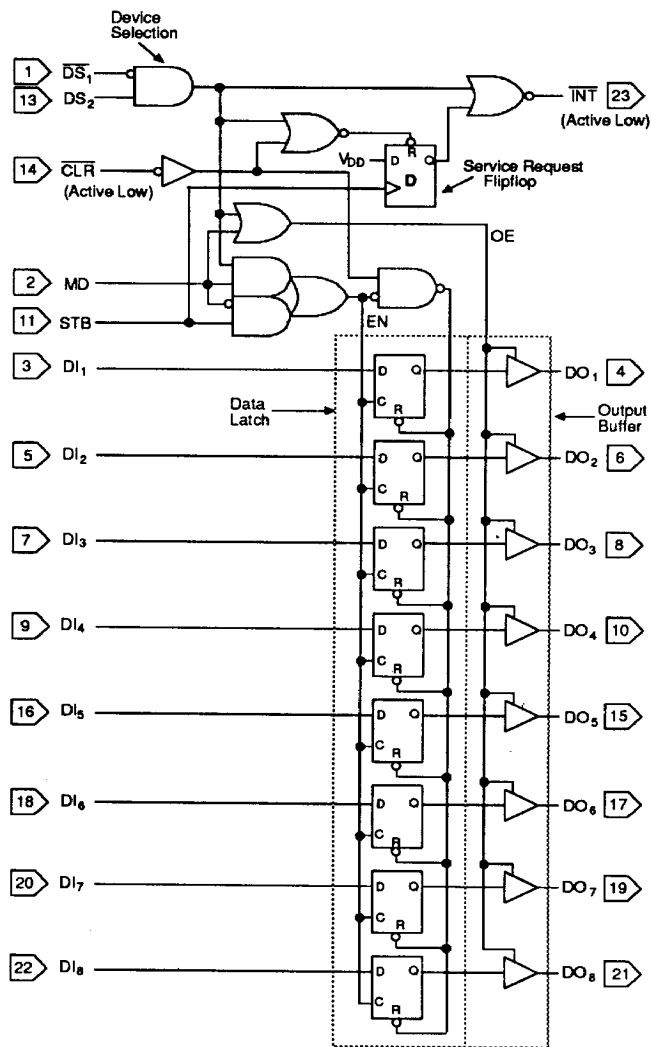 Device
Selection
1 D̅S̅₁
13 DS₂
I̅N̅T̅ 23
(Active Low)
14 C̅L̅R̅
(Active Low)
VDD
R
D Q
D
Service Request
Flipflop
OE
2 MD
11 STB
EN
3 DI₁
D Q
C
R
DO₁ 4
Data
Latch
Output
Buffer
5 DI₂
D Q
C
R
DO₂ 6
7 DI₃
D Q
C
R
DO₃ 8
9 DI₄
D Q
C
R
DO₄ 10
16 DI₅
D Q
C
R
DO₅ 15
18 DI₆
D Q
C
R
DO₆ 17
20 DI₇
D Q
C
R
DO₇ 19
22 DI₈
D Q
C
R
DO₈ 21